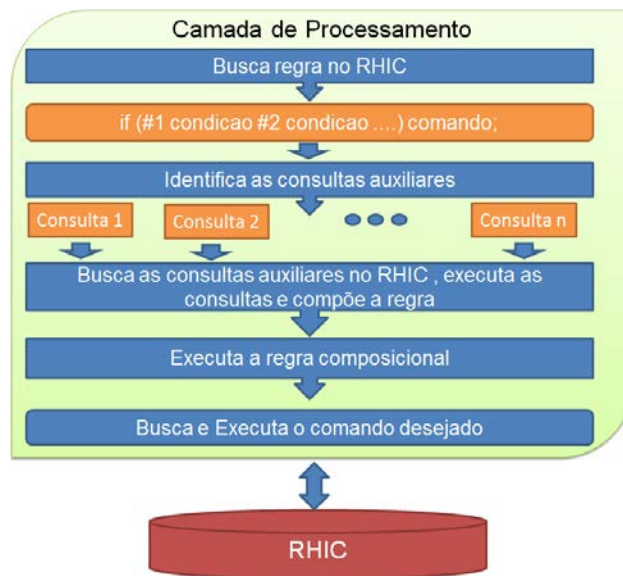 Camada de Processamento
Busca regra no RHIC
if (#1 condicao #2 condicao ....) comando;
Identifica as consultas auxiliares
Consulta 1
Consulta 2
Consulta n
Busca as consultas auxiliares no RHIC , executa as
consultas e compõe a regra
Executa a regra composicional
Busca e Executa o comando desejado
RHIC